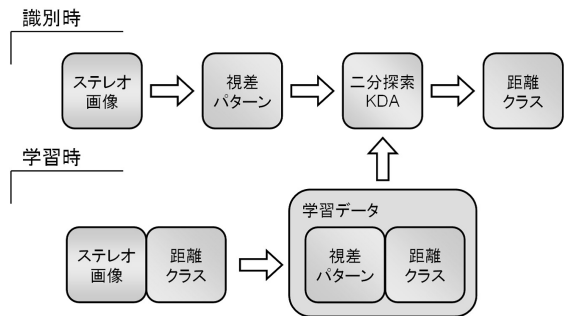 識別時
ステレオ
画像
視差
パターン
二分探索
KDA
距離
クラス
学習時
ステレオ
画像
距離
クラス
学習データ
視差
パターン
距離
クラス